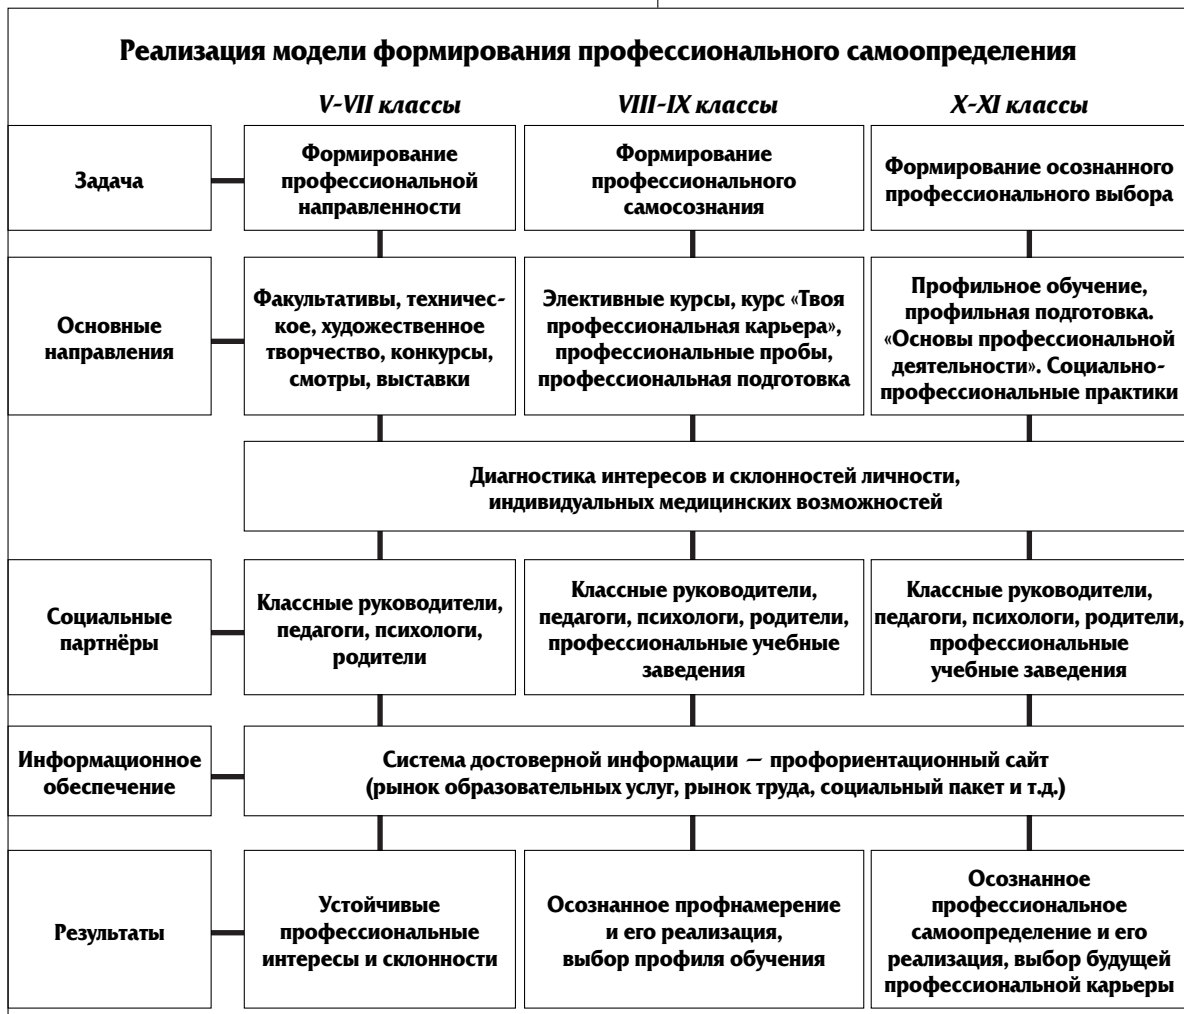 Реализация модели формирования профессионального самоопределения
V-VII классы
VIII-IX классы
X-XI классы
Задача
Формирование
профессиональной
направленности
Формирование
профессионального
самосознания
Формирование осознанного
профессионального выбора
Основные
направления
Факультативы, техничес-
кое, художественное
творчество, конкурсы,
смотры, выставки
Элективные курсы, курс «Твоя
профессиональная карьера»,
профессиональные пробы,
профессиональная подготовка
Профильное обучение,
профильная подготовка.
«Основы профессиональной
деятельности». Социально-
профессиональные практики
Диагностика интересов и склонностей личности,
индивидуальных медицинских возможностей
Социальные
партнёры
Классные руководители,
педагоги, психологи,
родители
Классные руководители,
педагоги, психологи, родители,
профессиональные учебные
заведения
Классные руководители,
педагоги, психологи, родители,
профессиональные
учебные заведения
Информационное
обеспечение
Система достоверной информации — профориентационный сайт
(рынок образовательных услуг, рынок труда, социальный пакет и т.д.)
Результаты
Устойчивые
профессиональные
интересы и склонности
Осознанное профнамерение
и его реализация,
выбор профиля обучения
Осознанное
профессиональное
самоопределение и его
реализация, выбор будущей
профессиональной карьеры